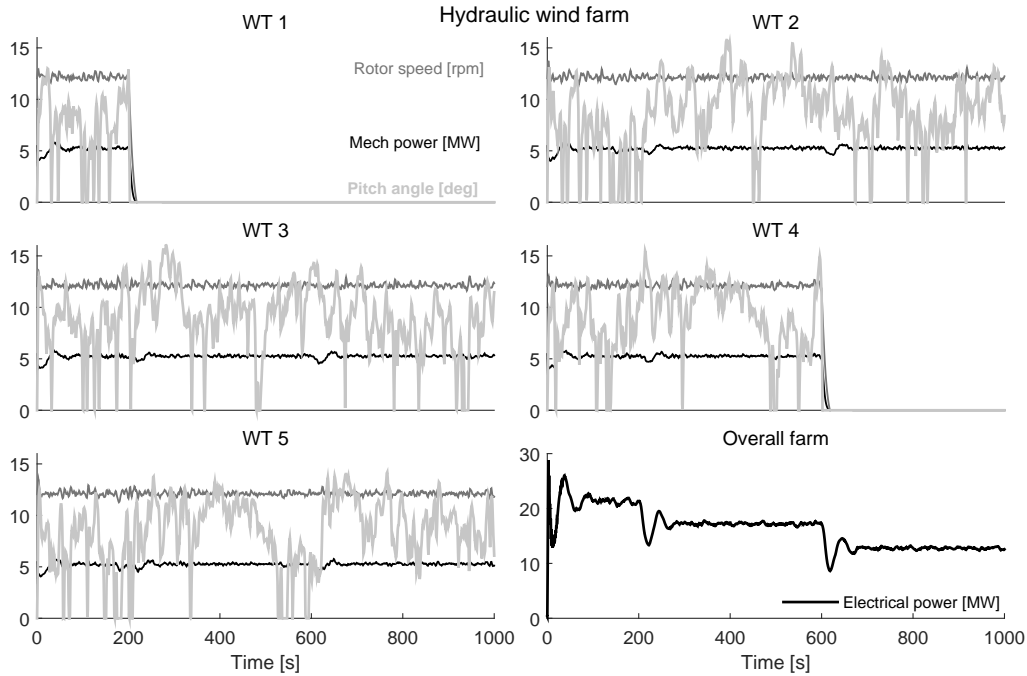 Hydraulic wind farm
WT 1
WT 2
15
10
5
0
Rotor speed [rpm]
Mech power [MW]
Pitch angle [deg]
15
10
5
0
WT 3
WT 4
15
10
5
0
15
10
5
0
WT 5
Overall farm
15
10
5
0
0 200 400 600 800 1000
Time [s]
30
20
10
0
Electrical power [MW]
0 200 400 600 800 1000
Time [s]